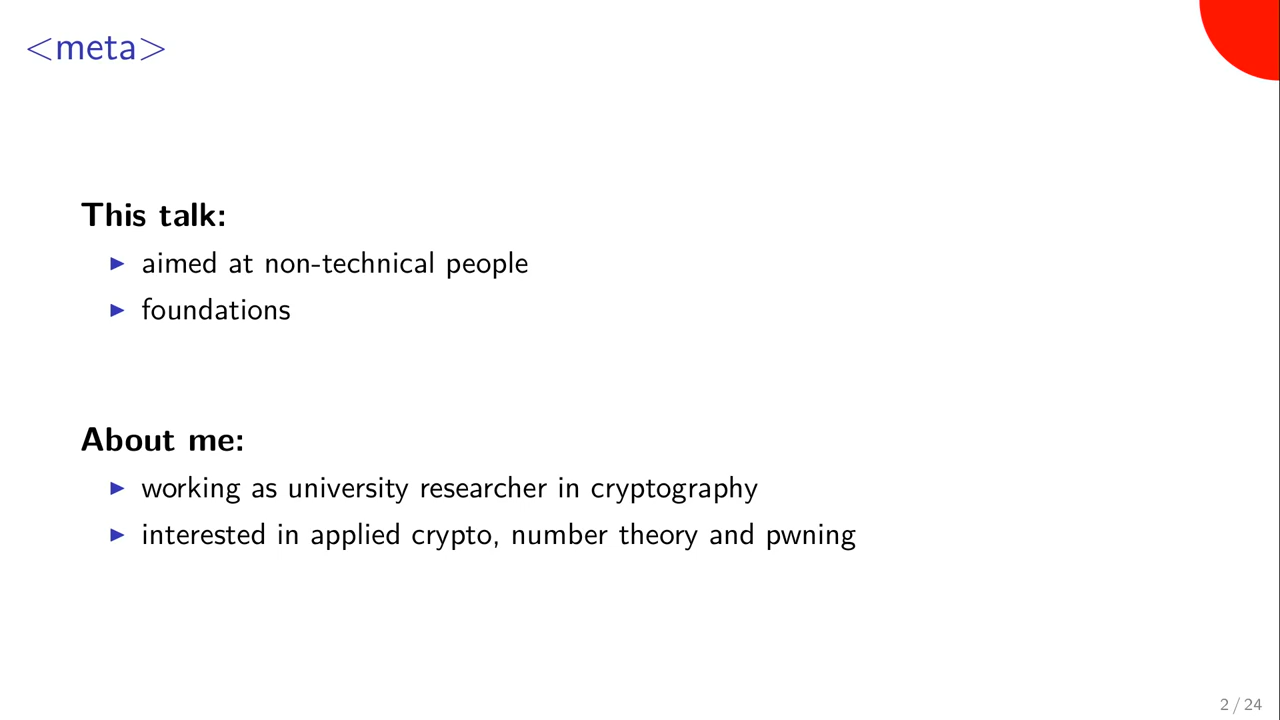 <meta>
This talk:
▶ aimed at non-technical people
▶ foundations
About me:
▶ working as university researcher in cryptography
▶ interested in applied crypto, number theory and pwning
2 / 24